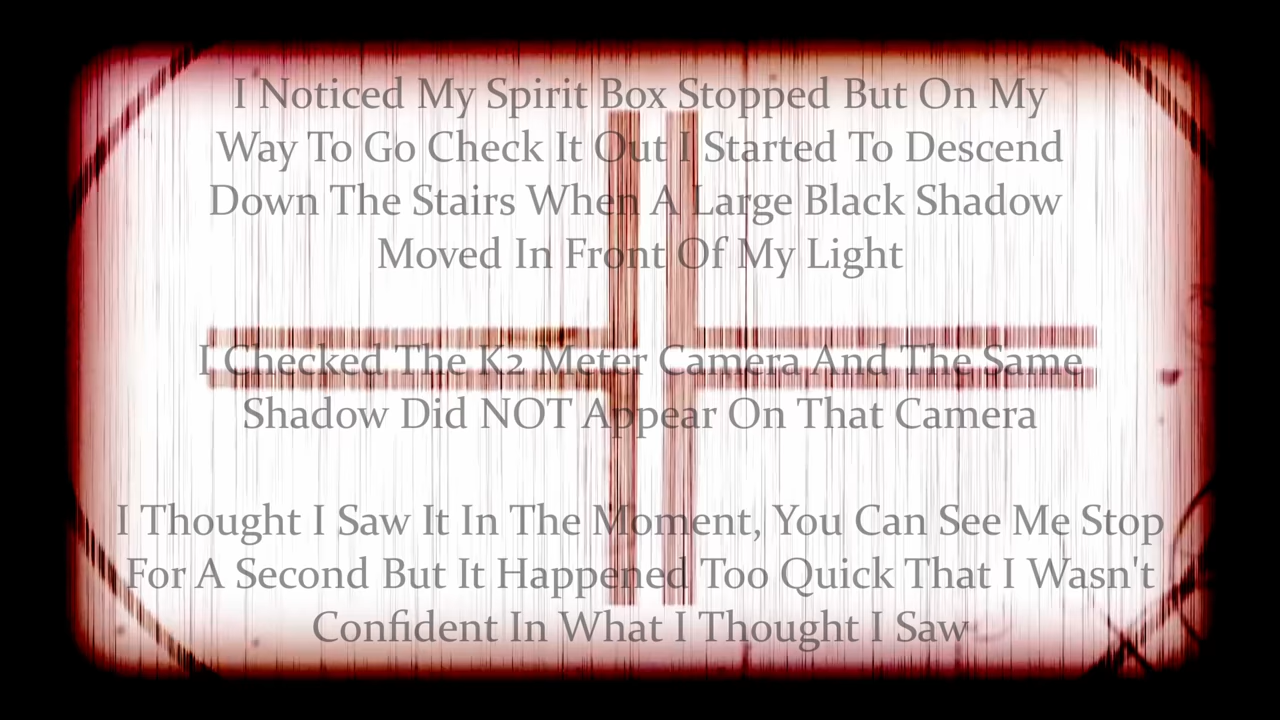 I Noticed My Spirit Box Stopped But On My
Way To Go Check It Out I Started To Descend
Down The Stairs When A Large Black Shadow
Moved In Front Of My Light
I Checked The K2 Meter Camera And The Same
Shadow Did NOT Appear On That Camera
I Thought I Saw It In The Moment, You Can See Me Stop
For A Second But It Happened Too Quick That I Wasn't
Confident In What I Thought I Saw